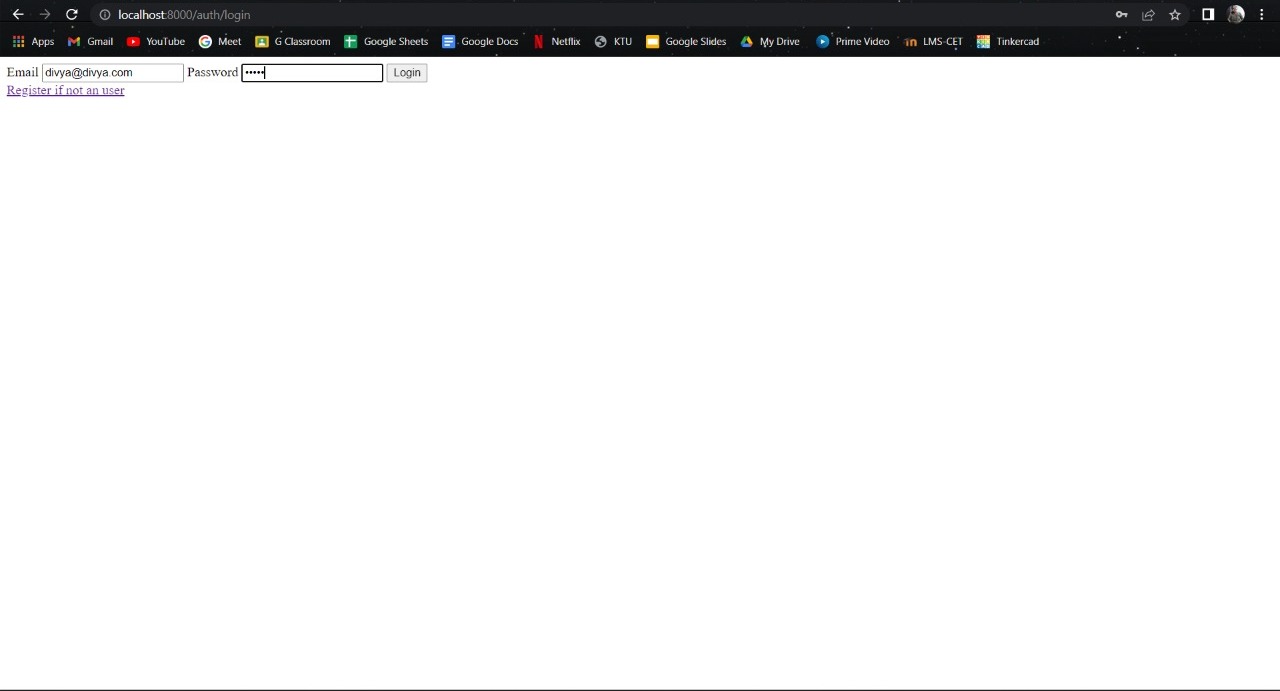 localhost:8000/auth/login
Apps Gmail YouTube Meet G Classroom Google Sheets Google Docs Netflix KTU Google Slides My Drive Prime Video LMS-CET Tinkercad
Email divya@divya.com Password ••••• Login
Register if not an user